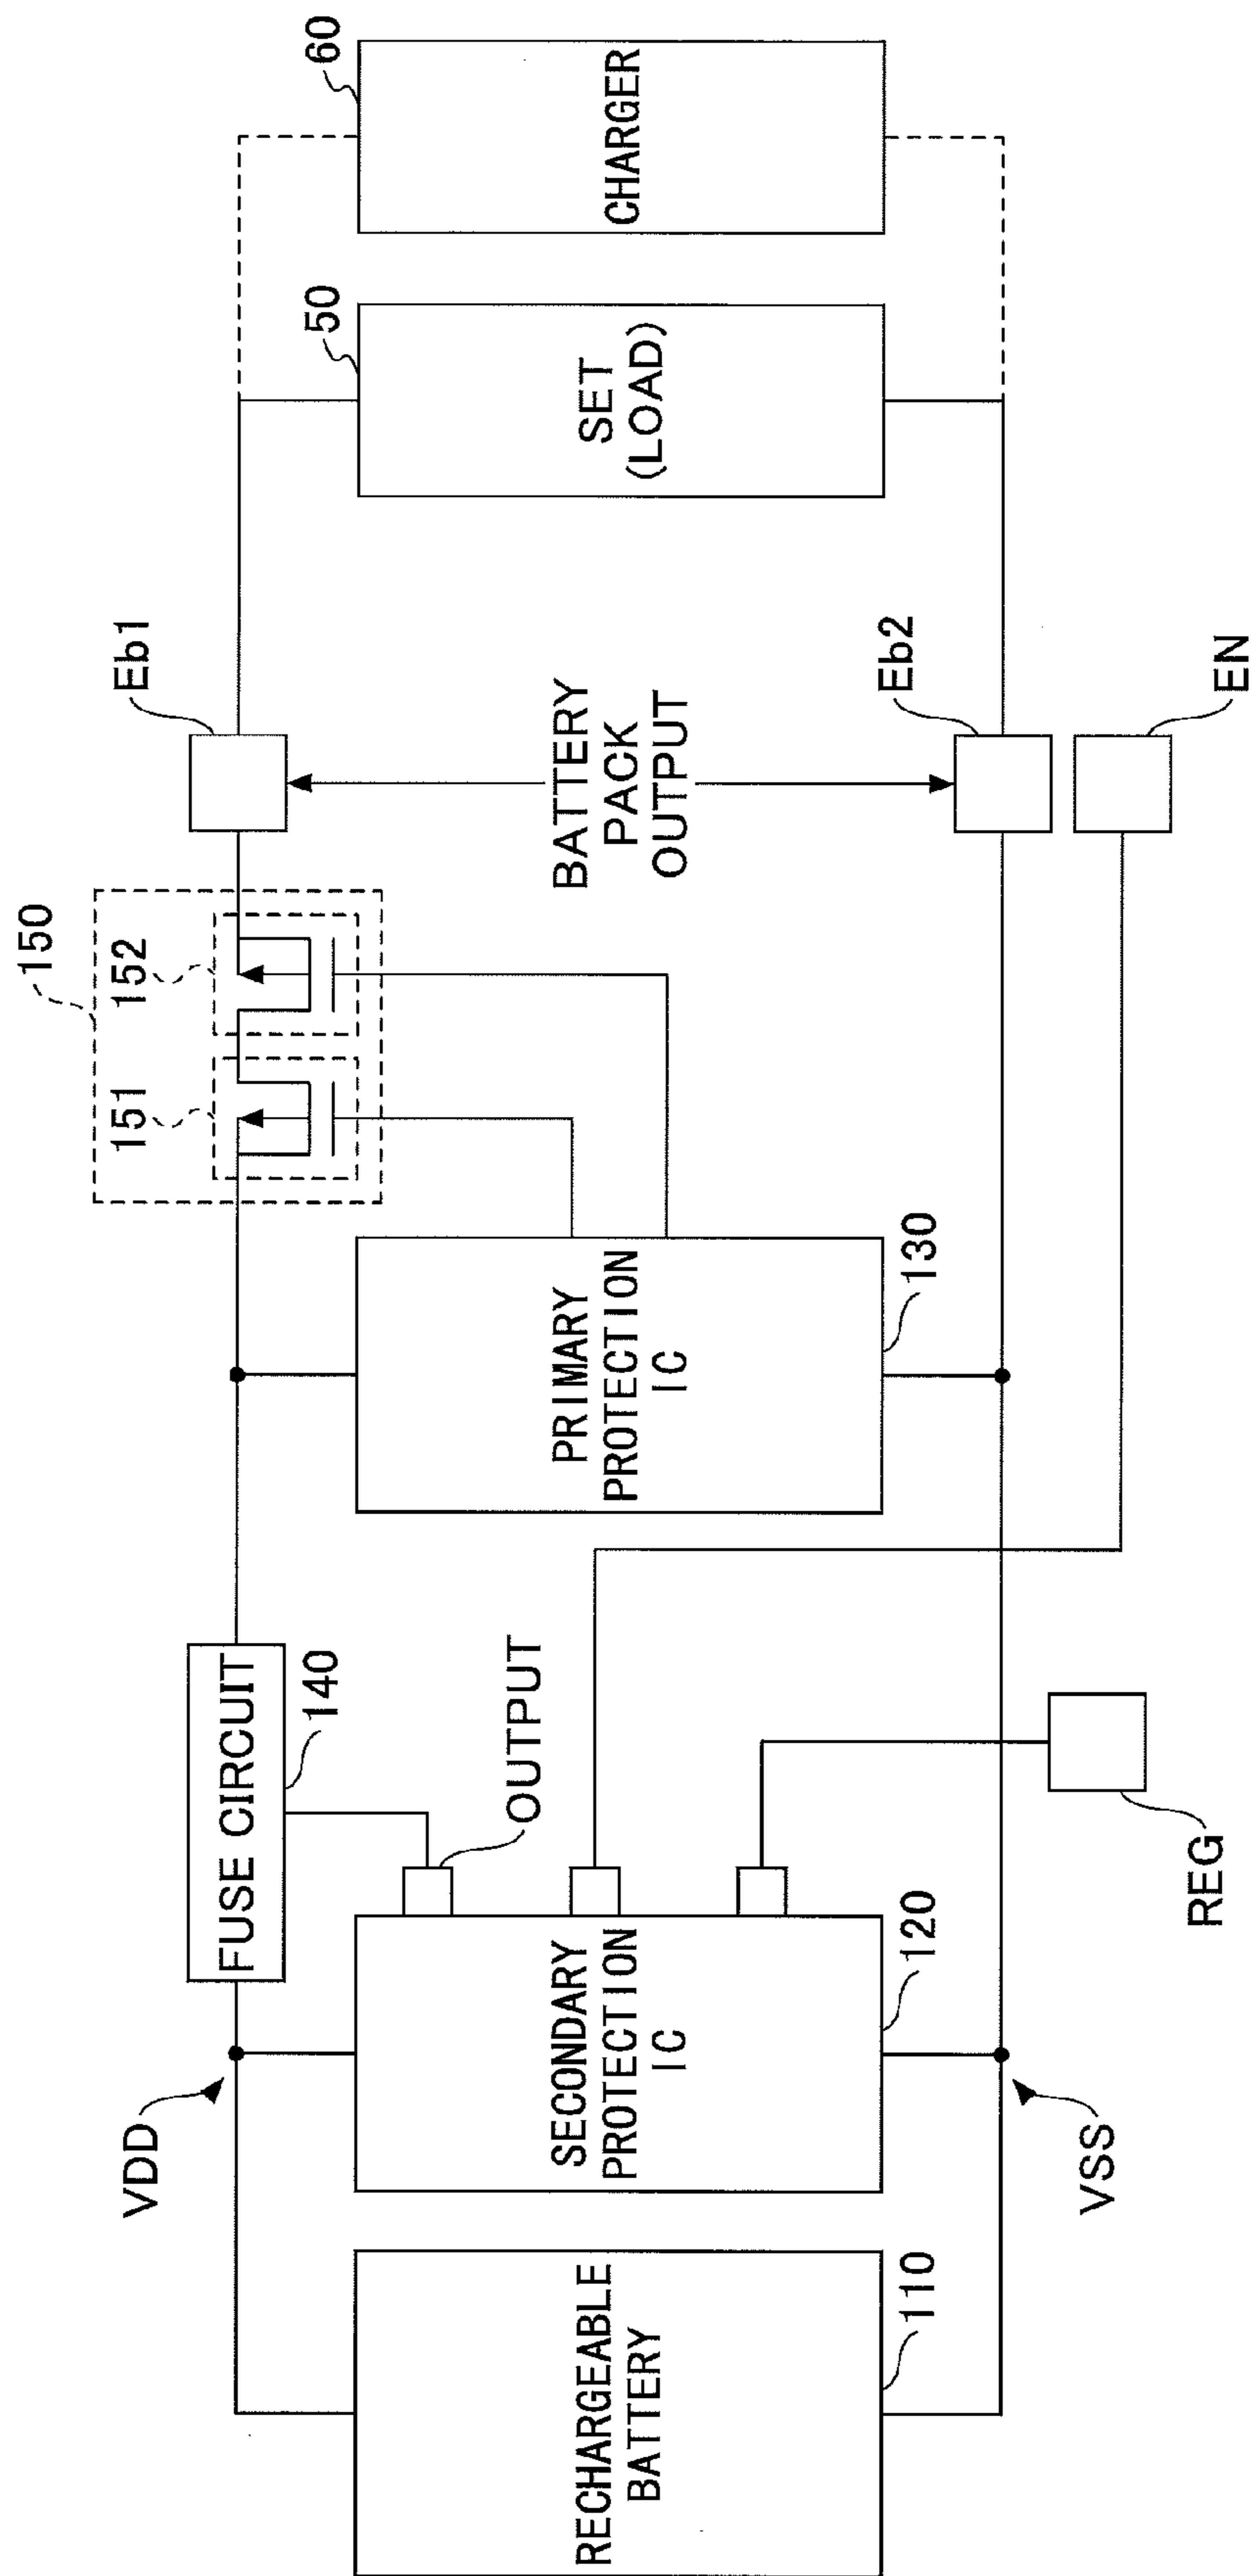 150
151
152
Eb1
60
50
VDD
FUSE CIRCUIT
140
OUTPUT
RECHARGEABLE
BATTERY
110
SECONDARY
PROTECTION
IC
120
PRIMARY
PROTECTION
IC
130
BATTERY
PACK
OUTPUT
SET
(LOAD)
CHARGER
Eb2
EN
VSS
REG